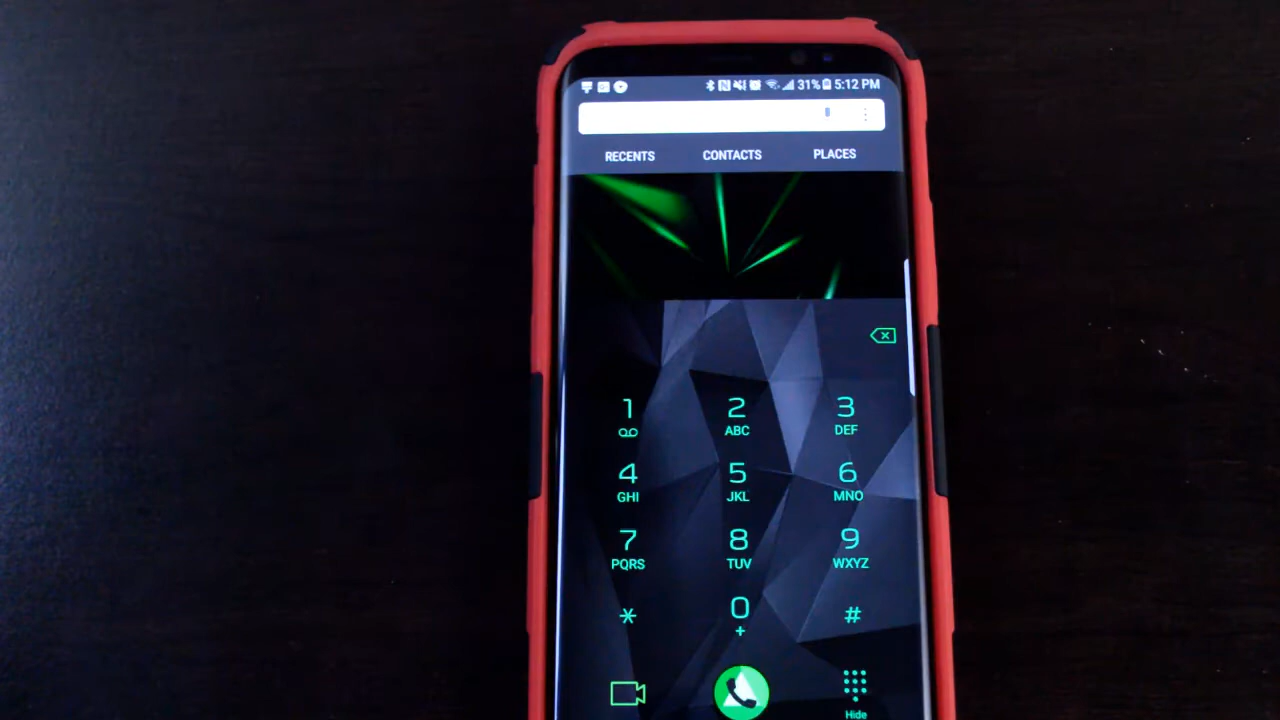 31% 5:12 PM
RECENTS CONTACTS PLACES
1 2 3
ABC DEF
4 5 6
GHI JKL MNO
7 8 9
PQRS TUV WXYZ
* 0 #
+
Hide